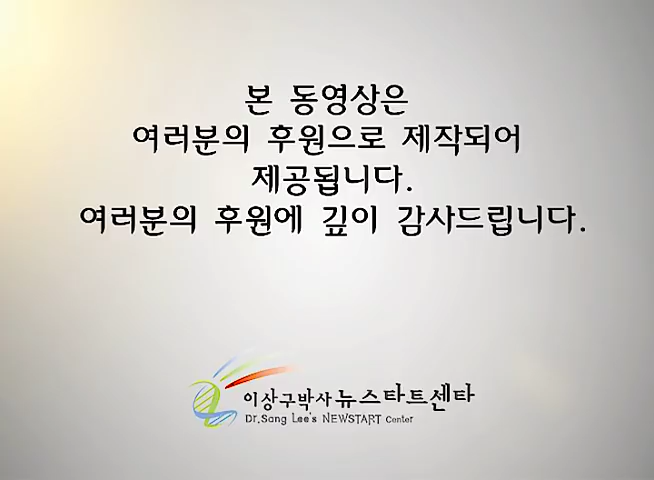 본 동영상은
여러분의 후원으로 제작되어
제공됩니다.
여러분의 후원에 깊이 감사드립니다.
이상구박사 뉴스타트센타
Dr.Sang Lee's NEWSTART Center